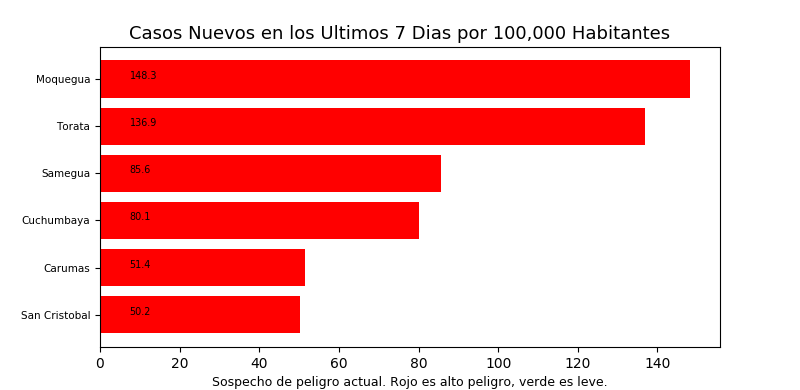 Casos Nuevos en los Ultimos 7 Dias por 100,000 Habitantes
Moquegua 148.3
Torata 136.9
Samegua 85.6
Cuchumbaya 80.1
Carumas 51.4
San Cristobal 50.2
0 20 40 60 80 100 120 140
Sospecho de peligro actual. Rojo es alto peligro, verde es leve.